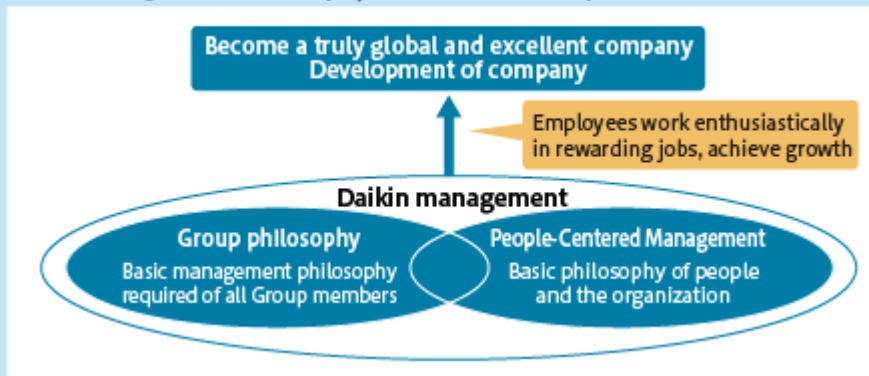 Become a truly global and excellent company
Development of company
Employees work enthusiastically
in rewarding jobs, achieve growth
Daikin management
Group philosophy
Basic management philosophy
required of all Group members
People-Centered Management
Basic philosophy of people
and the organization